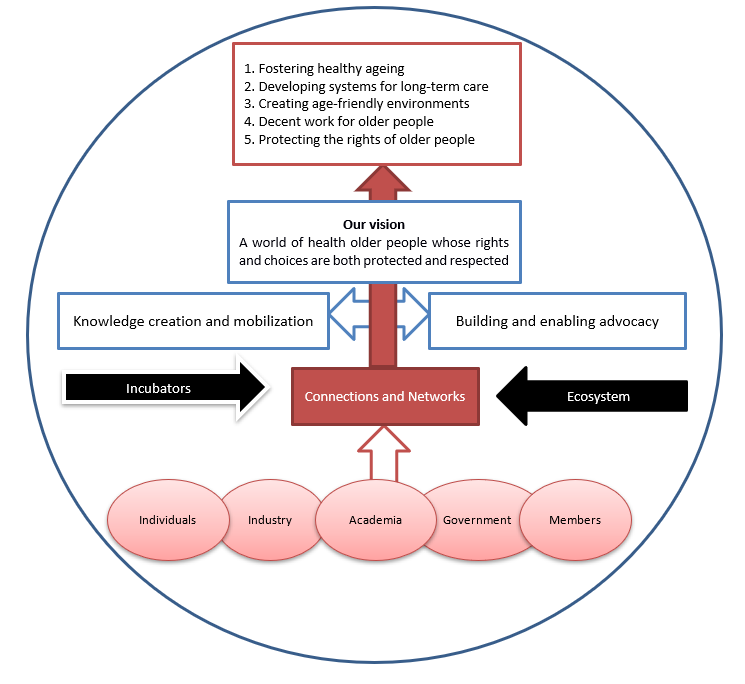 1. Fostering healthy ageing
2. Developing systems for long-term care
3. Creating age-friendly environments
4. Decent work for older people
5. Protecting the rights of older people
Our vision
A world of health older people whose rights
and choices are both protected and respected
Knowledge creation and mobilization
Building and enabling advocacy
Incubators
Connections and Networks
Ecosystem
Individuals
Industry
Academia
Government
Members